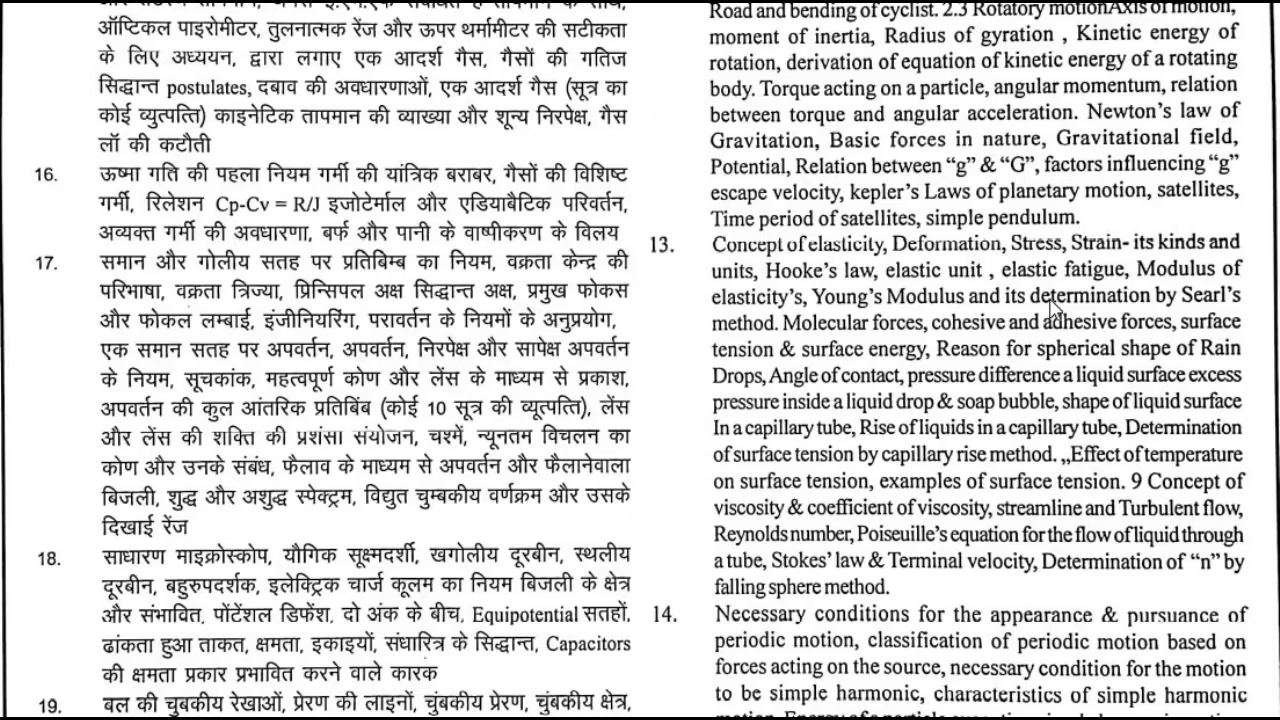 ऑप्टिकल पाइरोमीटर, तुलनात्मक रेंज और ऊपर थर्मामीटर की सटीकता
के लिए अध्ययन, द्वारा लगाए एक आदर्श गैस, गैसों की गतिज
सिद्धान्त postulates, दबाव की अवधारणाओं, एक आदर्श गैस (सूत्र का
कोई व्युत्पत्ति) काइनेटिक तापमान की व्याख्या और शून्य निरपेक्ष, गैस
लॉ की कटौती
16. ऊष्मा गति की पहला नियम गर्मी की यांत्रिक बराबर, गैसों की विशिष्ट
गर्मी, रिलेशन Cp-Cv = R/J इजोटेर्माल और एडियाबैटिक परिवर्तन,
अव्यक्त गर्मी की अवधारणा, बर्फ और पानी के वाष्पीकरण के विलय
17. समान और गोलीय सतह पर प्रतिबिम्ब का नियम, वक्रता केन्द्र की
परिभाषा, वक्रता त्रिज्या, प्रिन्सिपल अक्ष सिद्धान्त अक्ष, प्रमुख फोकस
और फोकल लम्बाई, इंजीनियरिंग, परावर्तन के नियमों के अनुप्रयोग,
एक समान सतह पर अपवर्तन, अपवर्तन, निरपेक्ष और सापेक्ष अपवर्तन
के नियम, सूचकांक, महत्वपूर्ण कोण और लेंस के माध्यम से प्रकाश,
अपवर्तन की कुल आंतरिक प्रतिबिंब (कोई 10 सूत्र की व्यूत्पत्ति), लेंस
और लेंस की शक्ति की प्रशंसा संयोजन, चश्में, न्यूनतम विचलन का
कोण और उनके संबंध, फैलाव के माध्यम से अपवर्तन और फैलानेवाला
बिजली, शुद्ध और अशुद्ध स्पेक्ट्रम, विद्युत चुम्बकीय वर्णक्रम और उसके
दिखाई रेंज
18. साधारण माइक्रोस्कोप, यौगिक सूक्ष्मदर्शी, खगोलीय दूरबीन, स्थलीय
दूरबीन, बहुरुपदर्शक, इलेक्ट्रिक चार्ज कूलम का नियम बिजली के क्षेत्र
और संभावित, पोंटेंशल डिफेंश, दो अंक के बीच, Equipotential सतहों,
ढांकता हुआ ताकत, क्षमता, इकाइयों, संधारित्र के सिद्धान्त, Capacitors
की क्षमता प्रकार प्रभावित करने वाले कारक
19. बल की चुबकीय रेखाओं, प्रेरण की लाइनों, चुंबकीय प्रेरण, चुंबकीय क्षेत्र,
Road and bending of cyclist. 2.3 Rotatory motionAxis of motion,
moment of inertia, Radius of gyration , Kinetic energy of
rotation, derivation of equation of kinetic energy of a rotating
body. Torque acting on a particle, angular momentum, relation
between torque and angular acceleration. Newton's law of
Gravitation, Basic forces in nature, Gravitational field,
Potential, Relation between "g" & "G", factors influencing "g"
escape velocity, kepler's Laws of planetary motion, satellites,
Time period of satellites, simple pendulum.
13. Concept of elasticity, Deformation, Stress, Strain- its kinds and
units, Hooke's law, elastic unit , elastic fatigue, Modulus of
elasticity's, Young's Modulus and its determination by Searl's
method. Molecular forces, cohesive and adhesive forces, surface
tension & surface energy, Reason for spherical shape of Rain
Drops, Angle of contact, pressure difference a liquid surface excess
pressure inside a liquid drop & soap bubble, shape of liquid surface
In a capillary tube, Rise of liquids in a capillary tube, Determination
of surface tension by capillary rise method. „Effect of temperature
on surface tension, examples of surface tension. 9 Concept of
viscosity & coefficient of viscosity, streamline and Turbulent flow,
Reynolds number, Poiseuille's equation for the flow of liquid through
a tube, Stokes' law & Terminal velocity, Determination of "n" by
falling sphere method.
14. Necessary conditions for the appearance & pursuance of
periodic motion, classification of periodic motion based on
forces acting on the source, necessary condition for the motion
to be simple harmonic, characteristics of simple harmonic